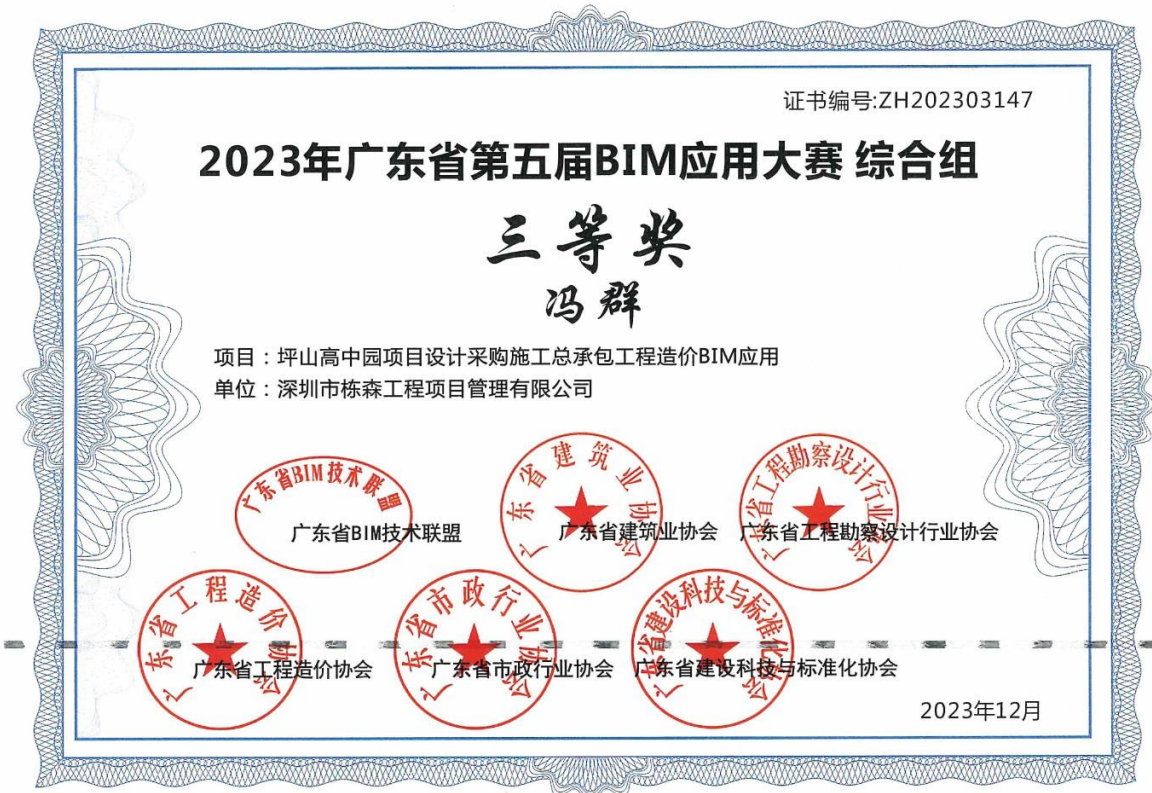 证书编号:ZH202303147
2023年广东省第五届BIM应用大赛 综合组
三等奖
冯群
项目：坪山高中园项目设计采购施工总承包工程造价BIM应用
单位：深圳市栋森工程项目管理有限公司
广东省BIM技术联盟
广东省建筑业协会
广东省工程勘察设计行业协会
广东省BIM技术联盟
广东省建筑业协会
广东省工程勘察设计行业协会
广东省工程造价协会
广东省市政行业协会
广东省建设科技与标准化协会
广东省工程造价协会
广东省市政行业协会
广东省建设科技与标准化协会
2023年12月